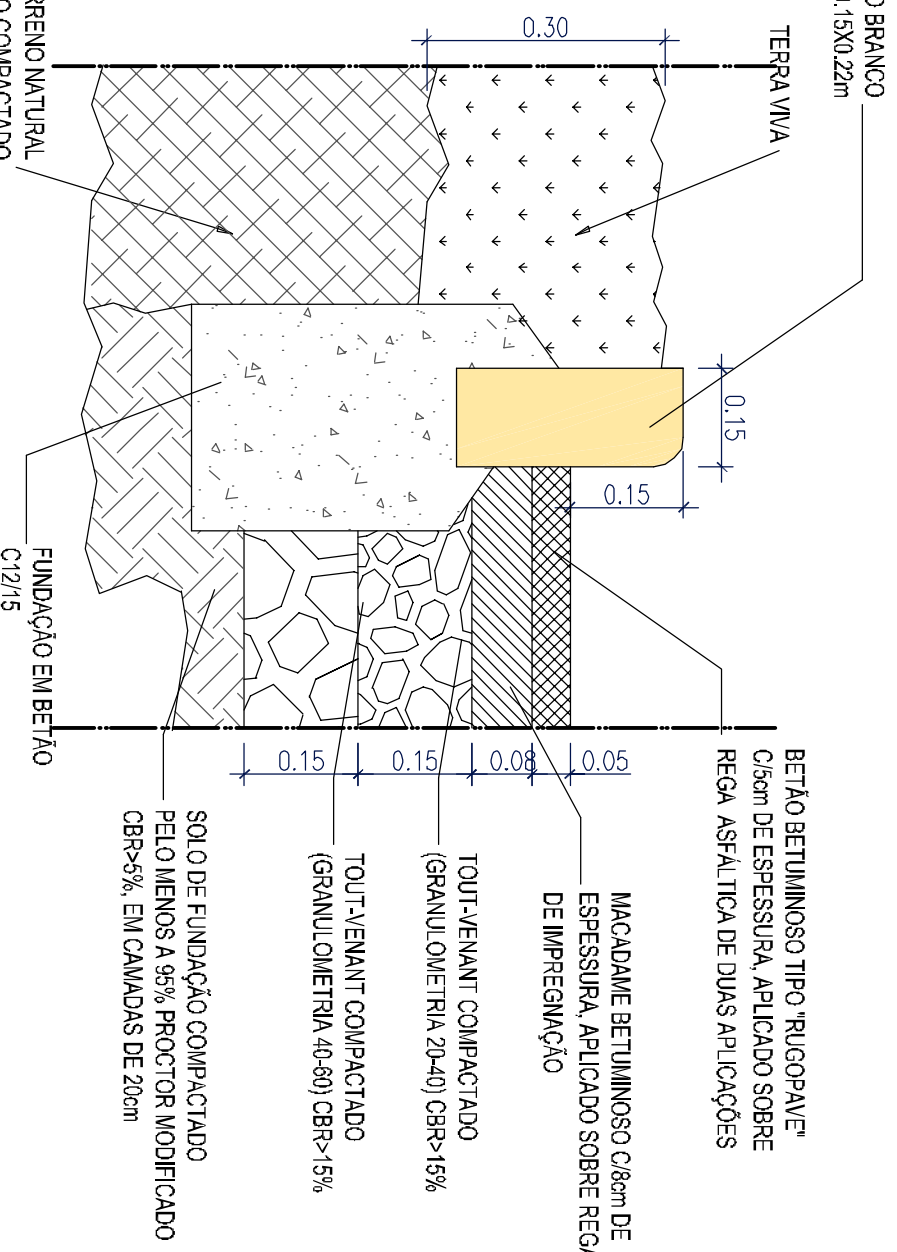 O BRANCO
0.15X0.22m
TERRA VIVA
RRENO NATURAL
O COMPACTADO
0.30
0.15
0.15
0.15
0.15
0.08
0.05
FUNDAÇÃO EM BETÃO
C12/15
BETÃO BETUMINOSO TIPO "RUGOPAVE"
C/5cm DE ESPESSURA, APLICADO SOBRE
REGA ASFÁLTICA DE DUAS APLICAÇÕES
MACADAME BETUMINOSO C/8cm DE
ESPESSURA, APLICADO SOBRE REGA
DE IMPREGNAÇÃO
TOUT-VENANT COMPACTADO
(GRANULOMETRIA 20-40) CBR>15%
TOUT-VENANT COMPACTADO
(GRANULOMETRIA 40-60) CBR>15%
SOLO DE FUNDAÇÃO COMPACTADO
PELO MENOS A 95% PROCTOR MODIFICADO
CBR>5%, EM CAMADAS DE 20cm